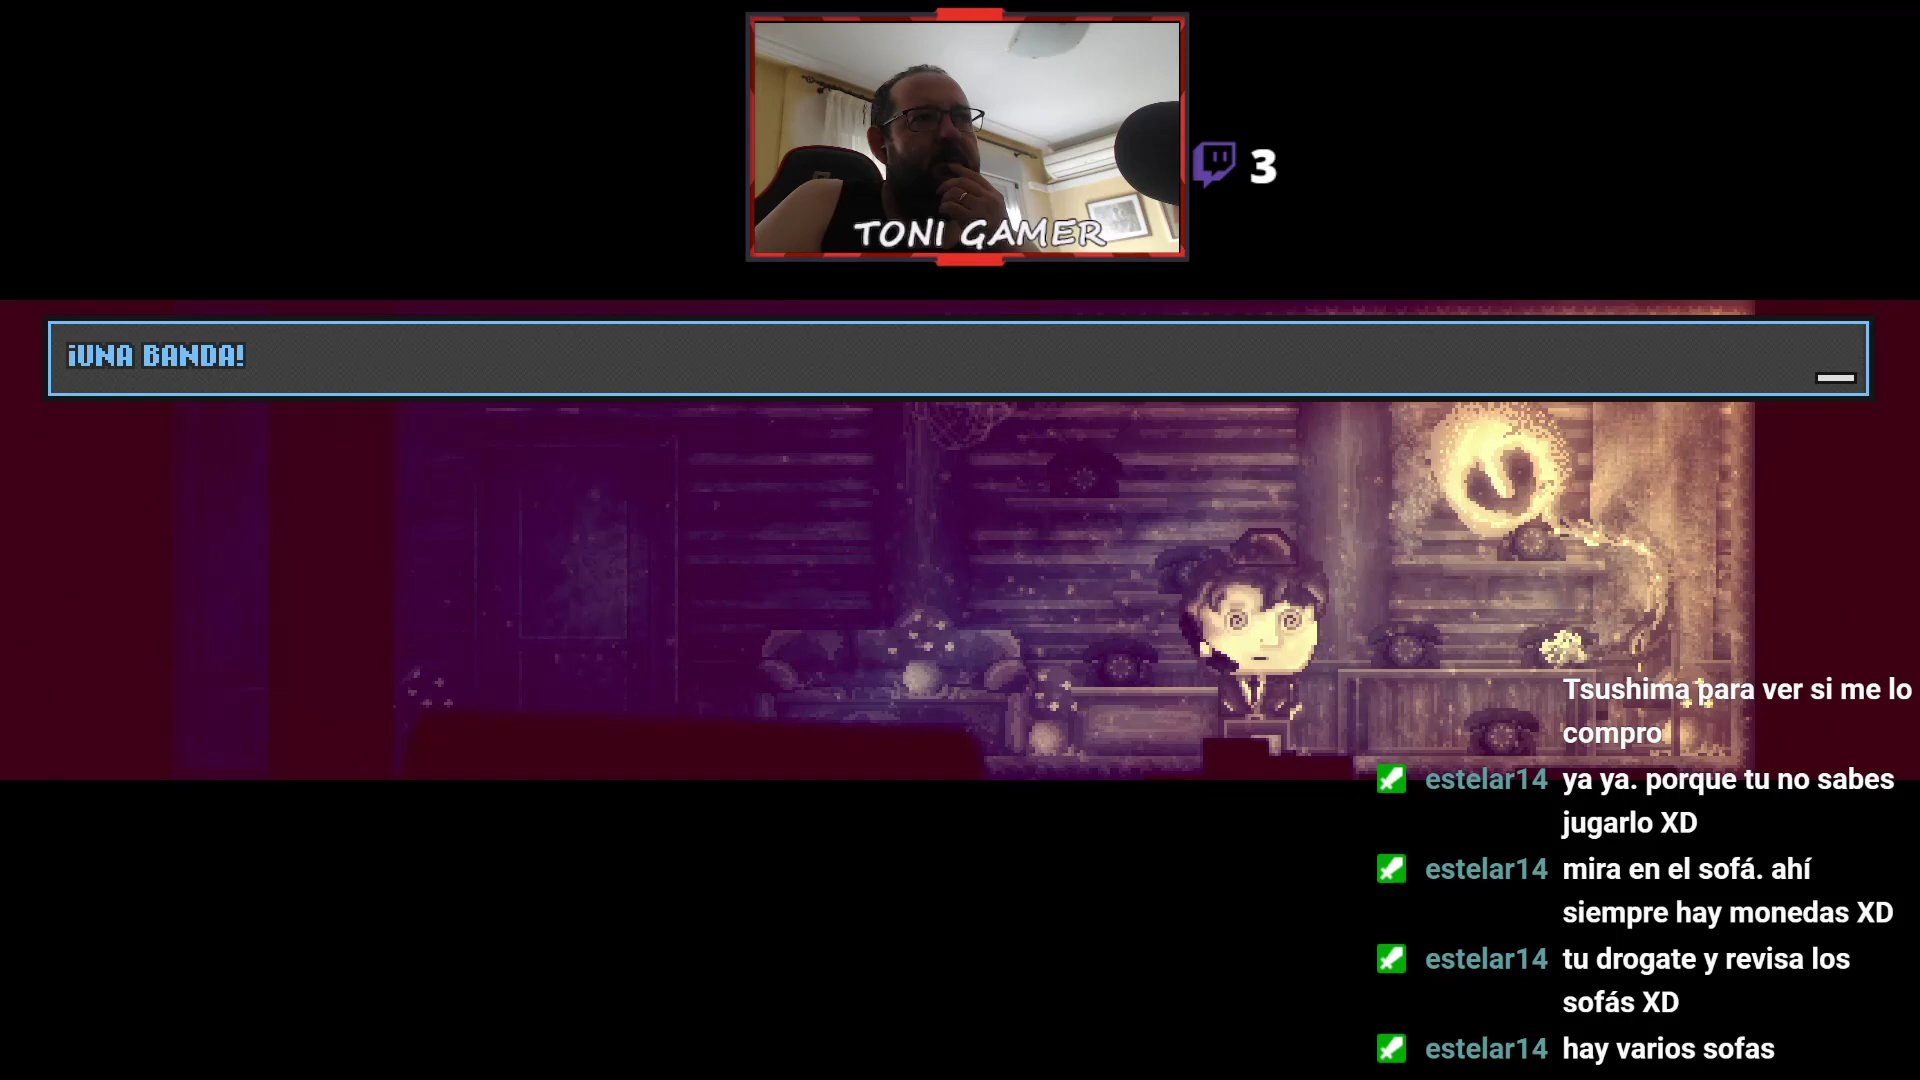 TONI GAMER
3
¡UNA BANDA!
Tsushima para ver si me lo
compro
estelar14 ya ya. porque tu no sabes
jugarlo XD
estelar14 mira en el sofá. ahí
siempre hay monedas XD
estelar14 tu drogate y revisa los
sofás XD
estelar14 hay varios sofas